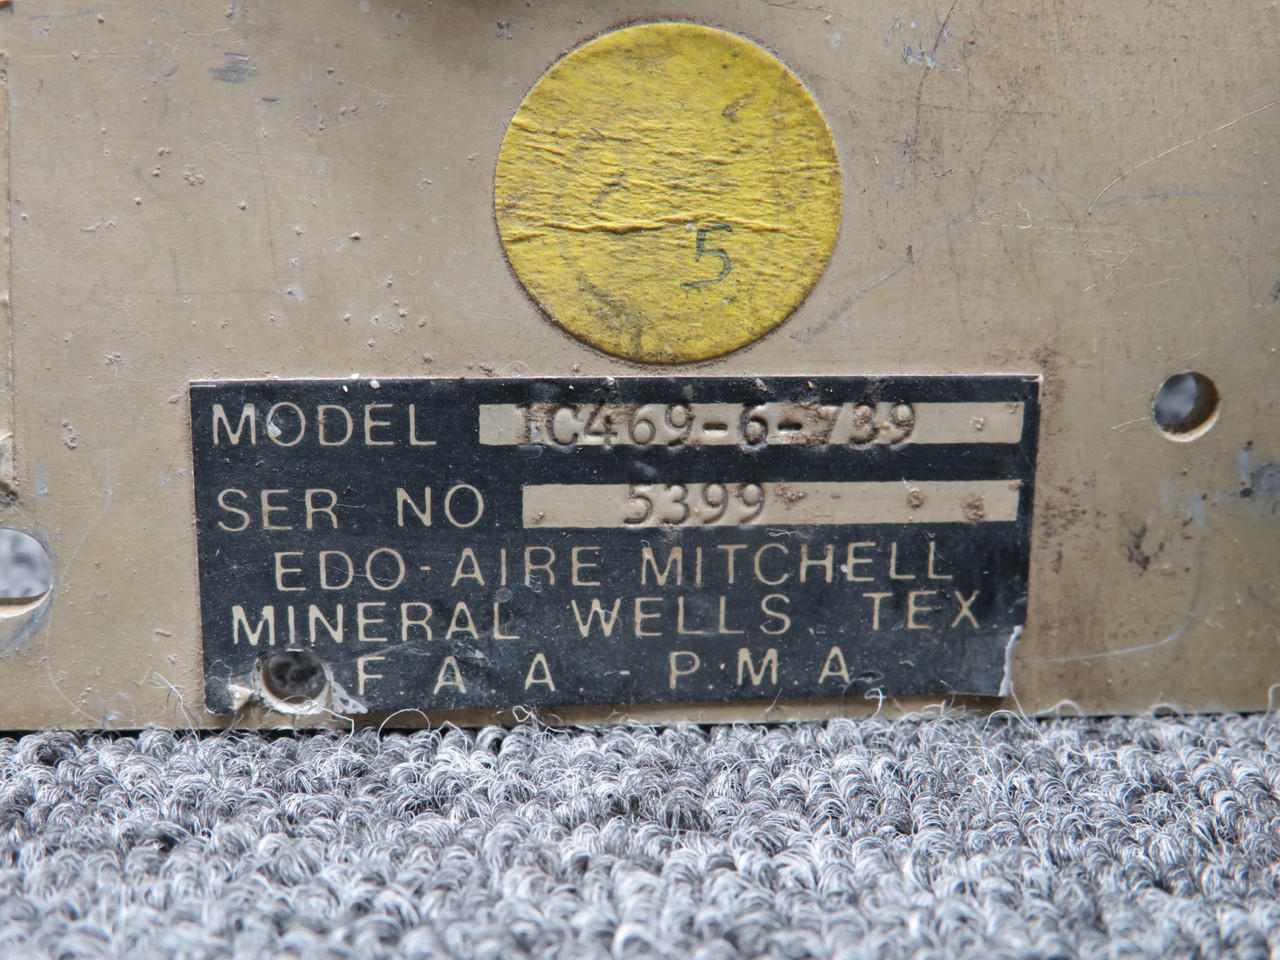 5
MODEL 1C469-6-739
SER NO 5399
EDO-AIRE MITCHELL
MINERAL WELLS, TEX
F A A - P.M.A